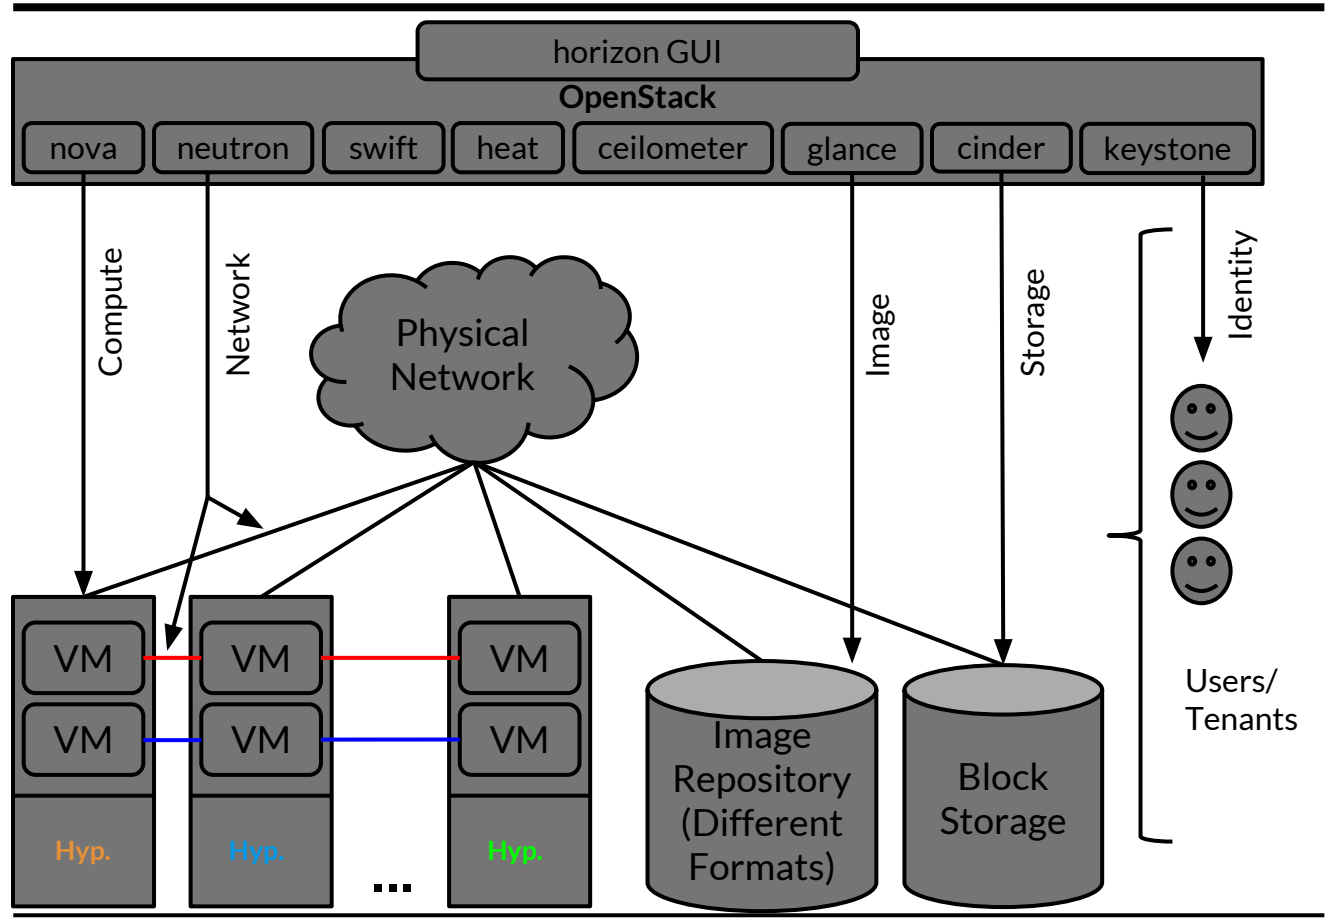 horizon GUI
OpenStack
nova neutron swift heat ceilometer glance cinder keystone
Compute
Network
Image
Storage
Identity
Physical
Network
VM VM VM
VM VM VM
Hyp. Hyp. Hyp.
...
Image
Repository
(Different
Formats)
Block
Storage
Users/
Tenants